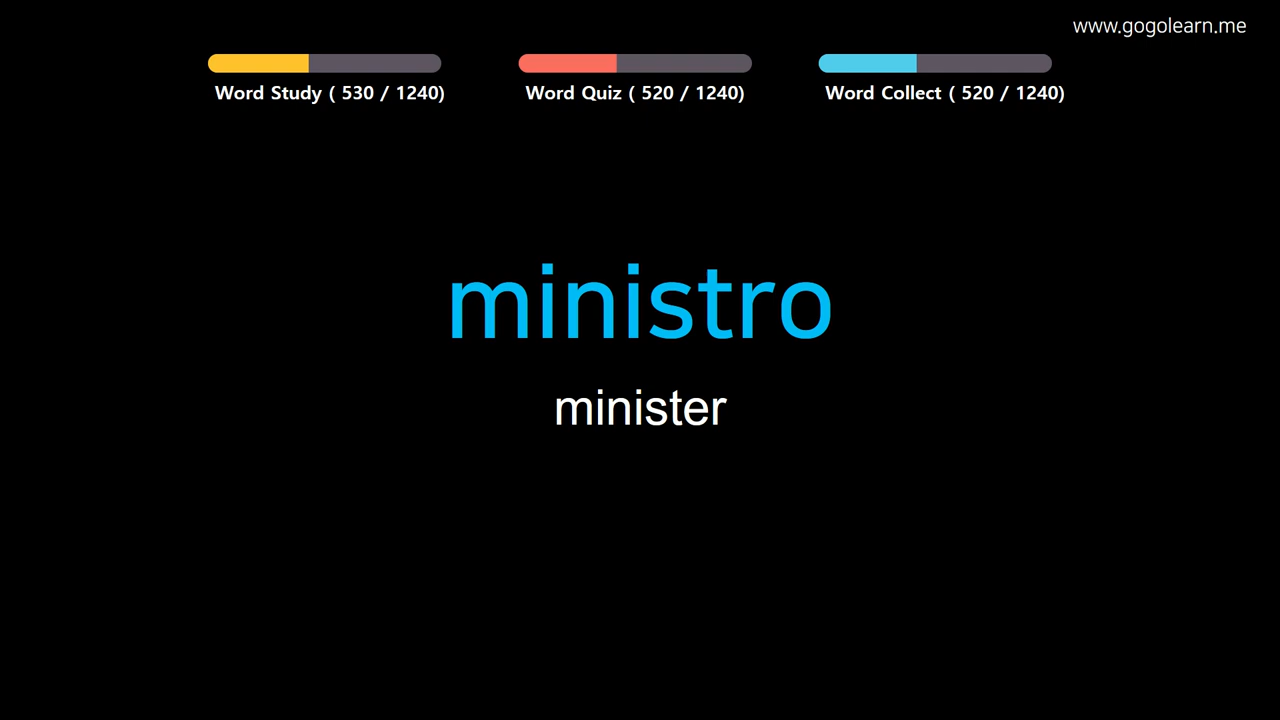 www.gogolearn.me
Word Study ( 530 / 1240)
Word Quiz ( 520 / 1240)
Word Collect ( 520 / 1240)
ministro
minister